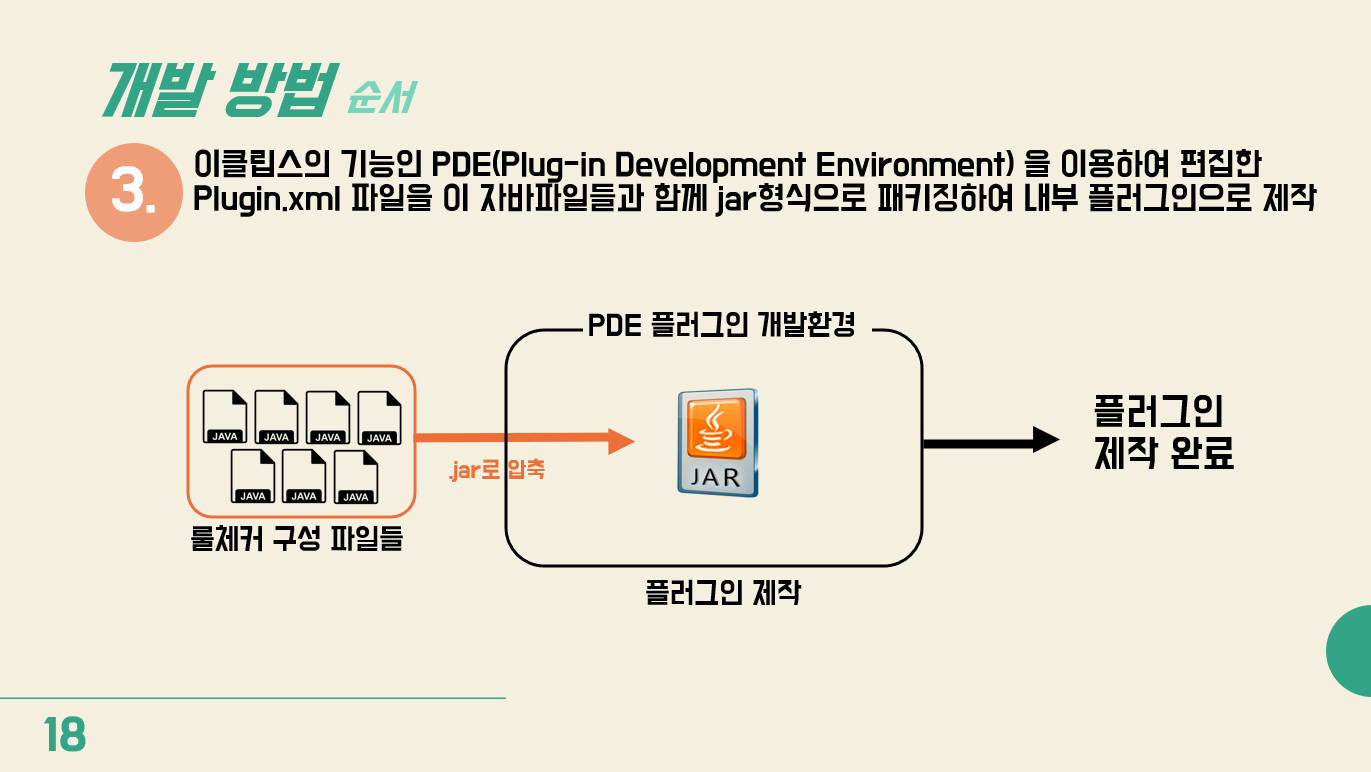 개발 방법 순서
3.
이클립스의 기능인 PDE(Plug-in Development Environment) 을 이용하여 편집한
Plugin.xml 파일을 이 자바파일들과 함께 jar형식으로 패키징하여 내부 플러그인으로 제작
PDE 플러그인 개발환경
JAVA JAVA JAVA JAVA
JAVA JAVA JAVA
룰체커 구성 파일들
.jar로 압축
JAR
플러그인 제작
플러그인
제작 완료
18